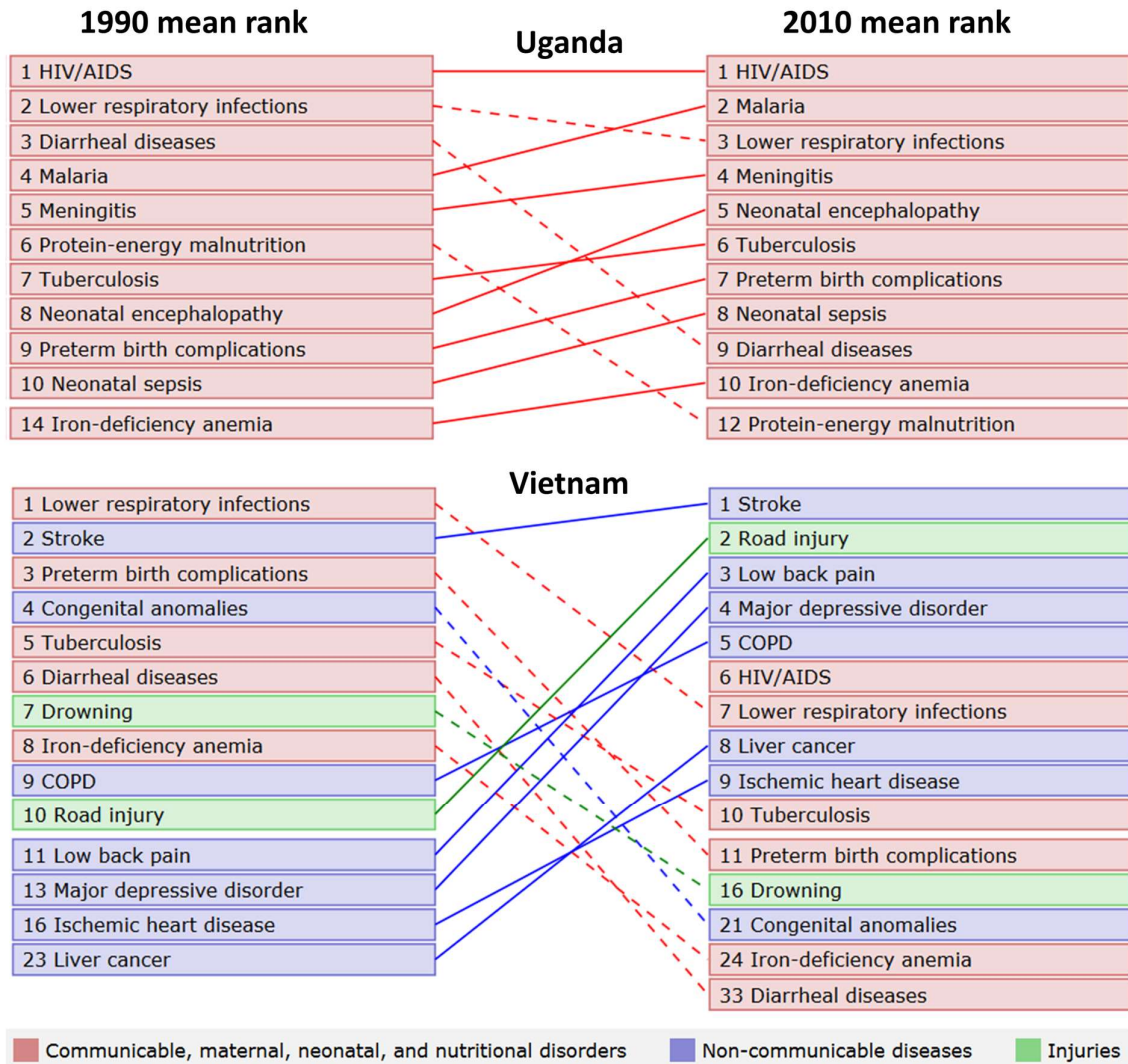 1990 mean rank
2010 mean rank
Uganda
1 HIV/AIDS
2 Lower respiratory infections
3 Diarrheal diseases
4 Malaria
5 Meningitis
6 Protein-energy malnutrition
7 Tuberculosis
8 Neonatal encephalopathy
9 Preterm birth complications
10 Neonatal sepsis
14 Iron-deficiency anemia
1 HIV/AIDS
2 Malaria
3 Lower respiratory infections
4 Meningitis
5 Neonatal encephalopathy
6 Tuberculosis
7 Preterm birth complications
8 Neonatal sepsis
9 Diarrheal diseases
10 Iron-deficiency anemia
12 Protein-energy malnutrition
Vietnam
1 Lower respiratory infections
2 Stroke
3 Preterm birth complications
4 Congenital anomalies
5 Tuberculosis
6 Diarrheal diseases
7 Drowning
8 Iron-deficiency anemia
9 COPD
10 Road injury
11 Low back pain
13 Major depressive disorder
16 Ischemic heart disease
23 Liver cancer
1 Stroke
2 Road injury
3 Low back pain
4 Major depressive disorder
5 COPD
6 HIV/AIDS
7 Lower respiratory infections
8 Liver cancer
9 Ischemic heart disease
10 Tuberculosis
11 Preterm birth complications
16 Drowning
21 Congenital anomalies
24 Iron-deficiency anemia
33 Diarrheal diseases
Communicable, maternal, neonatal, and nutritional disorders
Non-communicable diseases
Injuries